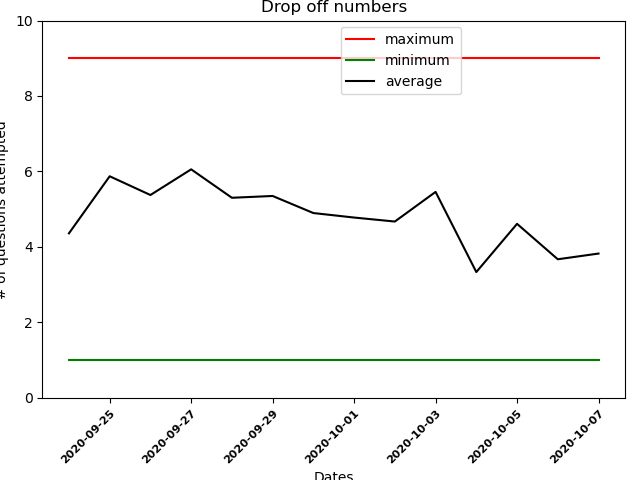 Drop off numbers
maximum
minimum
average
# of questions attempted
10
8
6
4
2
0
2020-09-25
2020-09-27
2020-09-29
2020-10-01
2020-10-03
2020-10-05
2020-10-07
Dates